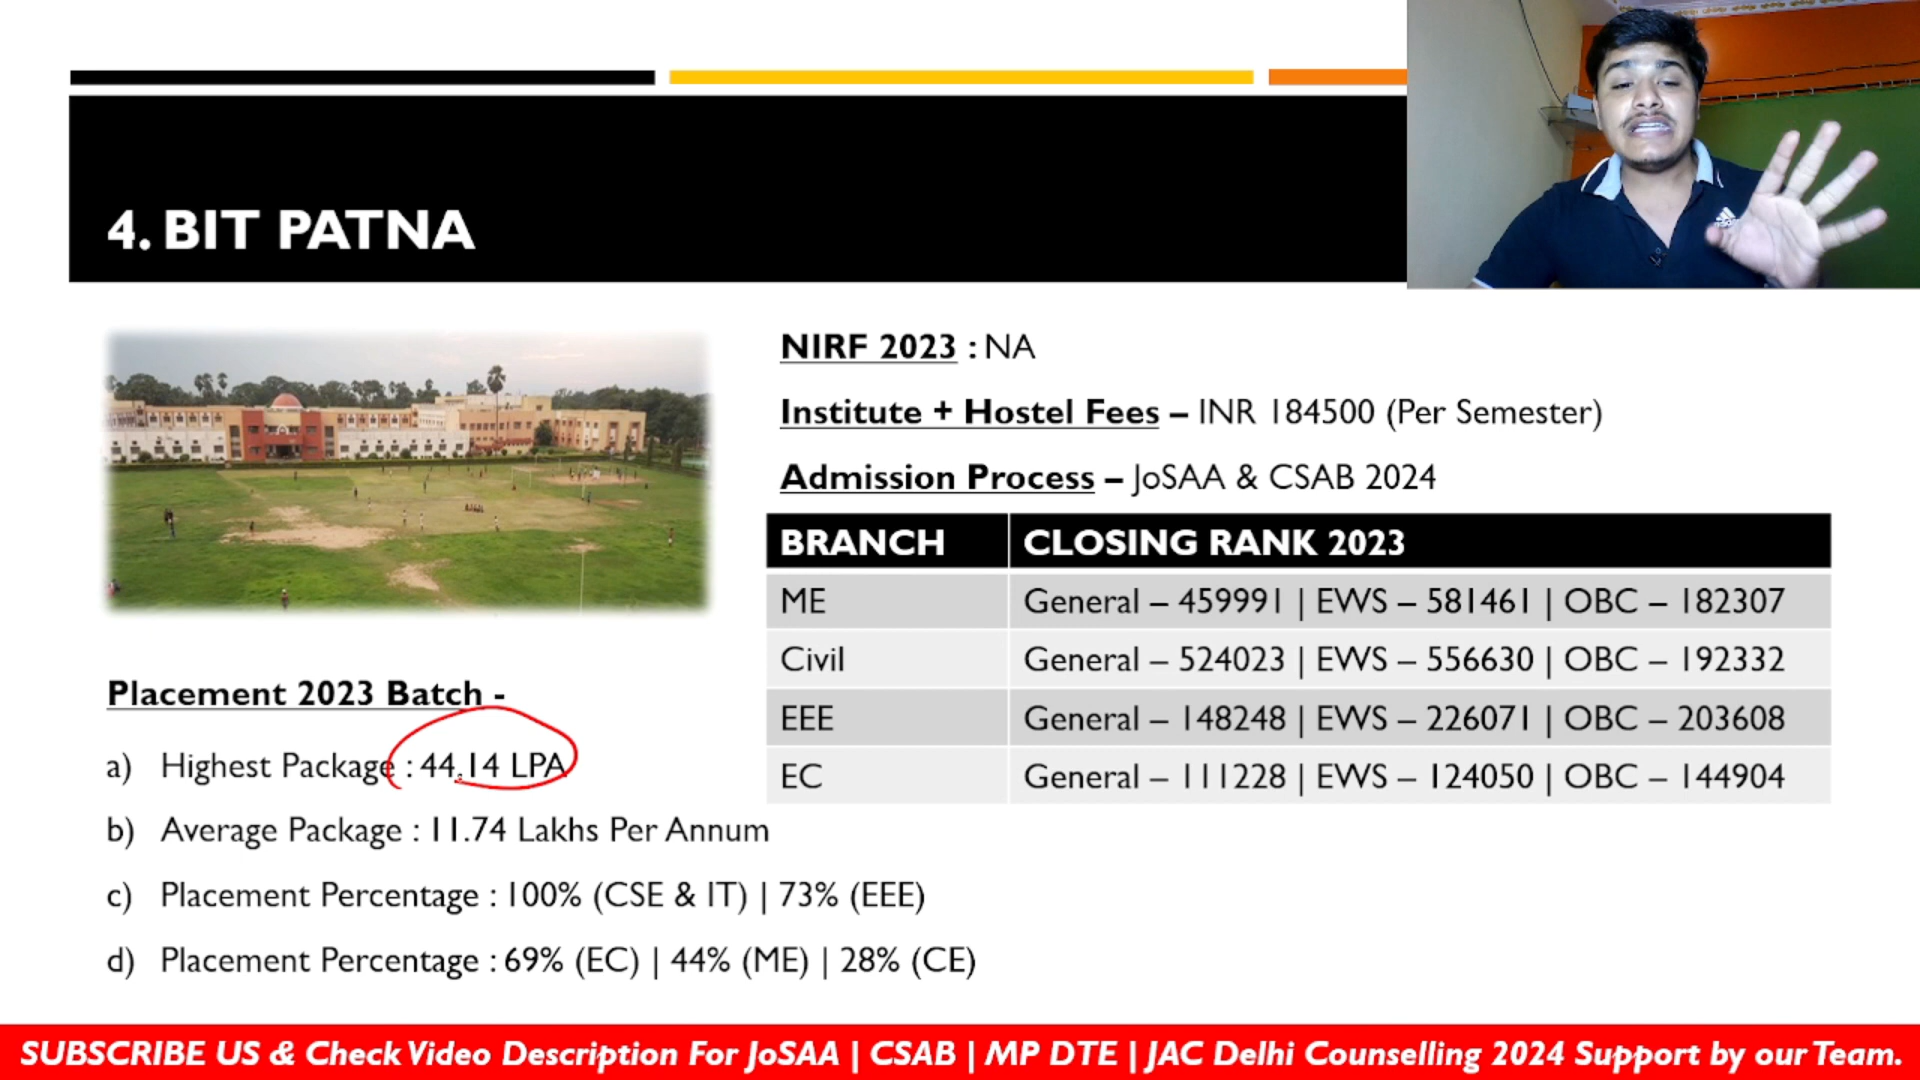 4. BIT PATNA
NIRF 2023 : NA
Institute + Hostel Fees – INR 184500 (Per Semester)
Admission Process – JoSAA & CSAB 2024
BRANCH CLOSING RANK 2023
ME General – 459991 | EWS – 581461 | OBC – 182307
Civil General – 524023 | EWS – 556630 | OBC – 192332
EEE General – 148248 | EWS – 226071 | OBC – 203608
EC General – 111228 | EWS – 124050 | OBC – 144904
Placement 2023 Batch -
a) Highest Package : 44.14 LPA
b) Average Package : 11.74 Lakhs Per Annum
c) Placement Percentage : 100% (CSE & IT) | 73% (EEE)
d) Placement Percentage : 69% (EC) | 44% (ME) | 28% (CE)
SUBSCRIBE US & Check Video Description For JoSAA | CSAB | MP DTE | JAC Delhi Counselling 2024 Support by our Team.